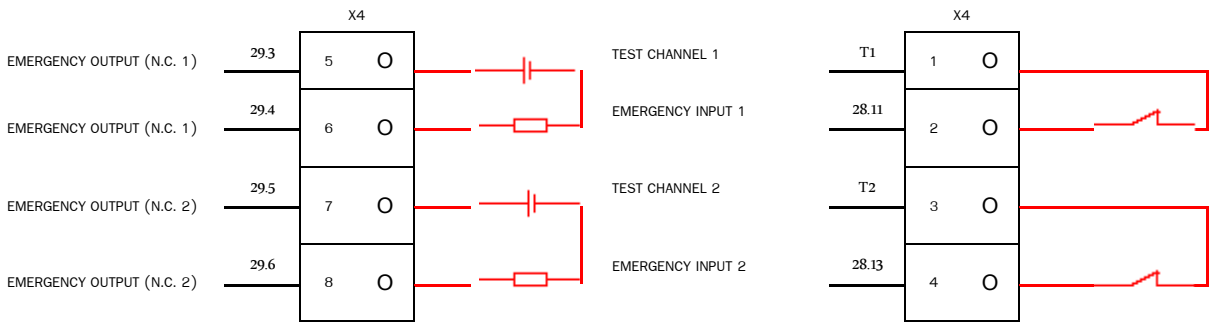 X4
EMERGENCY OUTPUT (N.C. 1) 29.3 5 O
EMERGENCY OUTPUT (N.C. 1) 29.4 6 O
EMERGENCY OUTPUT (N.C. 2) 29.5 7 O
EMERGENCY OUTPUT (N.C. 2) 29.6 8 O
X4
TEST CHANNEL 1 T1 1 O
EMERGENCY INPUT 1 28.11 2 O
TEST CHANNEL 2 T2 3 O
EMERGENCY INPUT 2 28.13 4 O